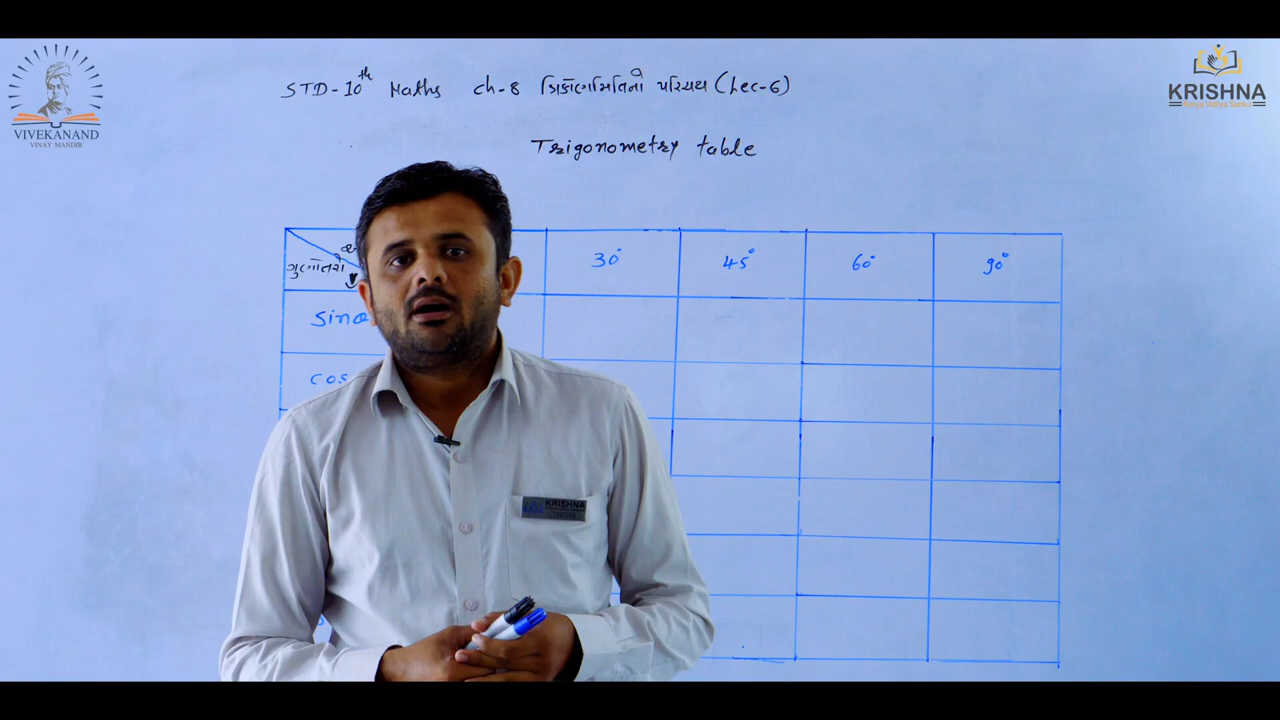 STD-10th Maths ch-8 ત્રિકોણમિતિનો પરિચય (Lec-6)
VIVEKANAND
VINAY MANDIR
KRISHNA
Trigonometry table
ગુણોત્તરો
30° 45° 60° 90°
sinθ
cos
KRISHNA